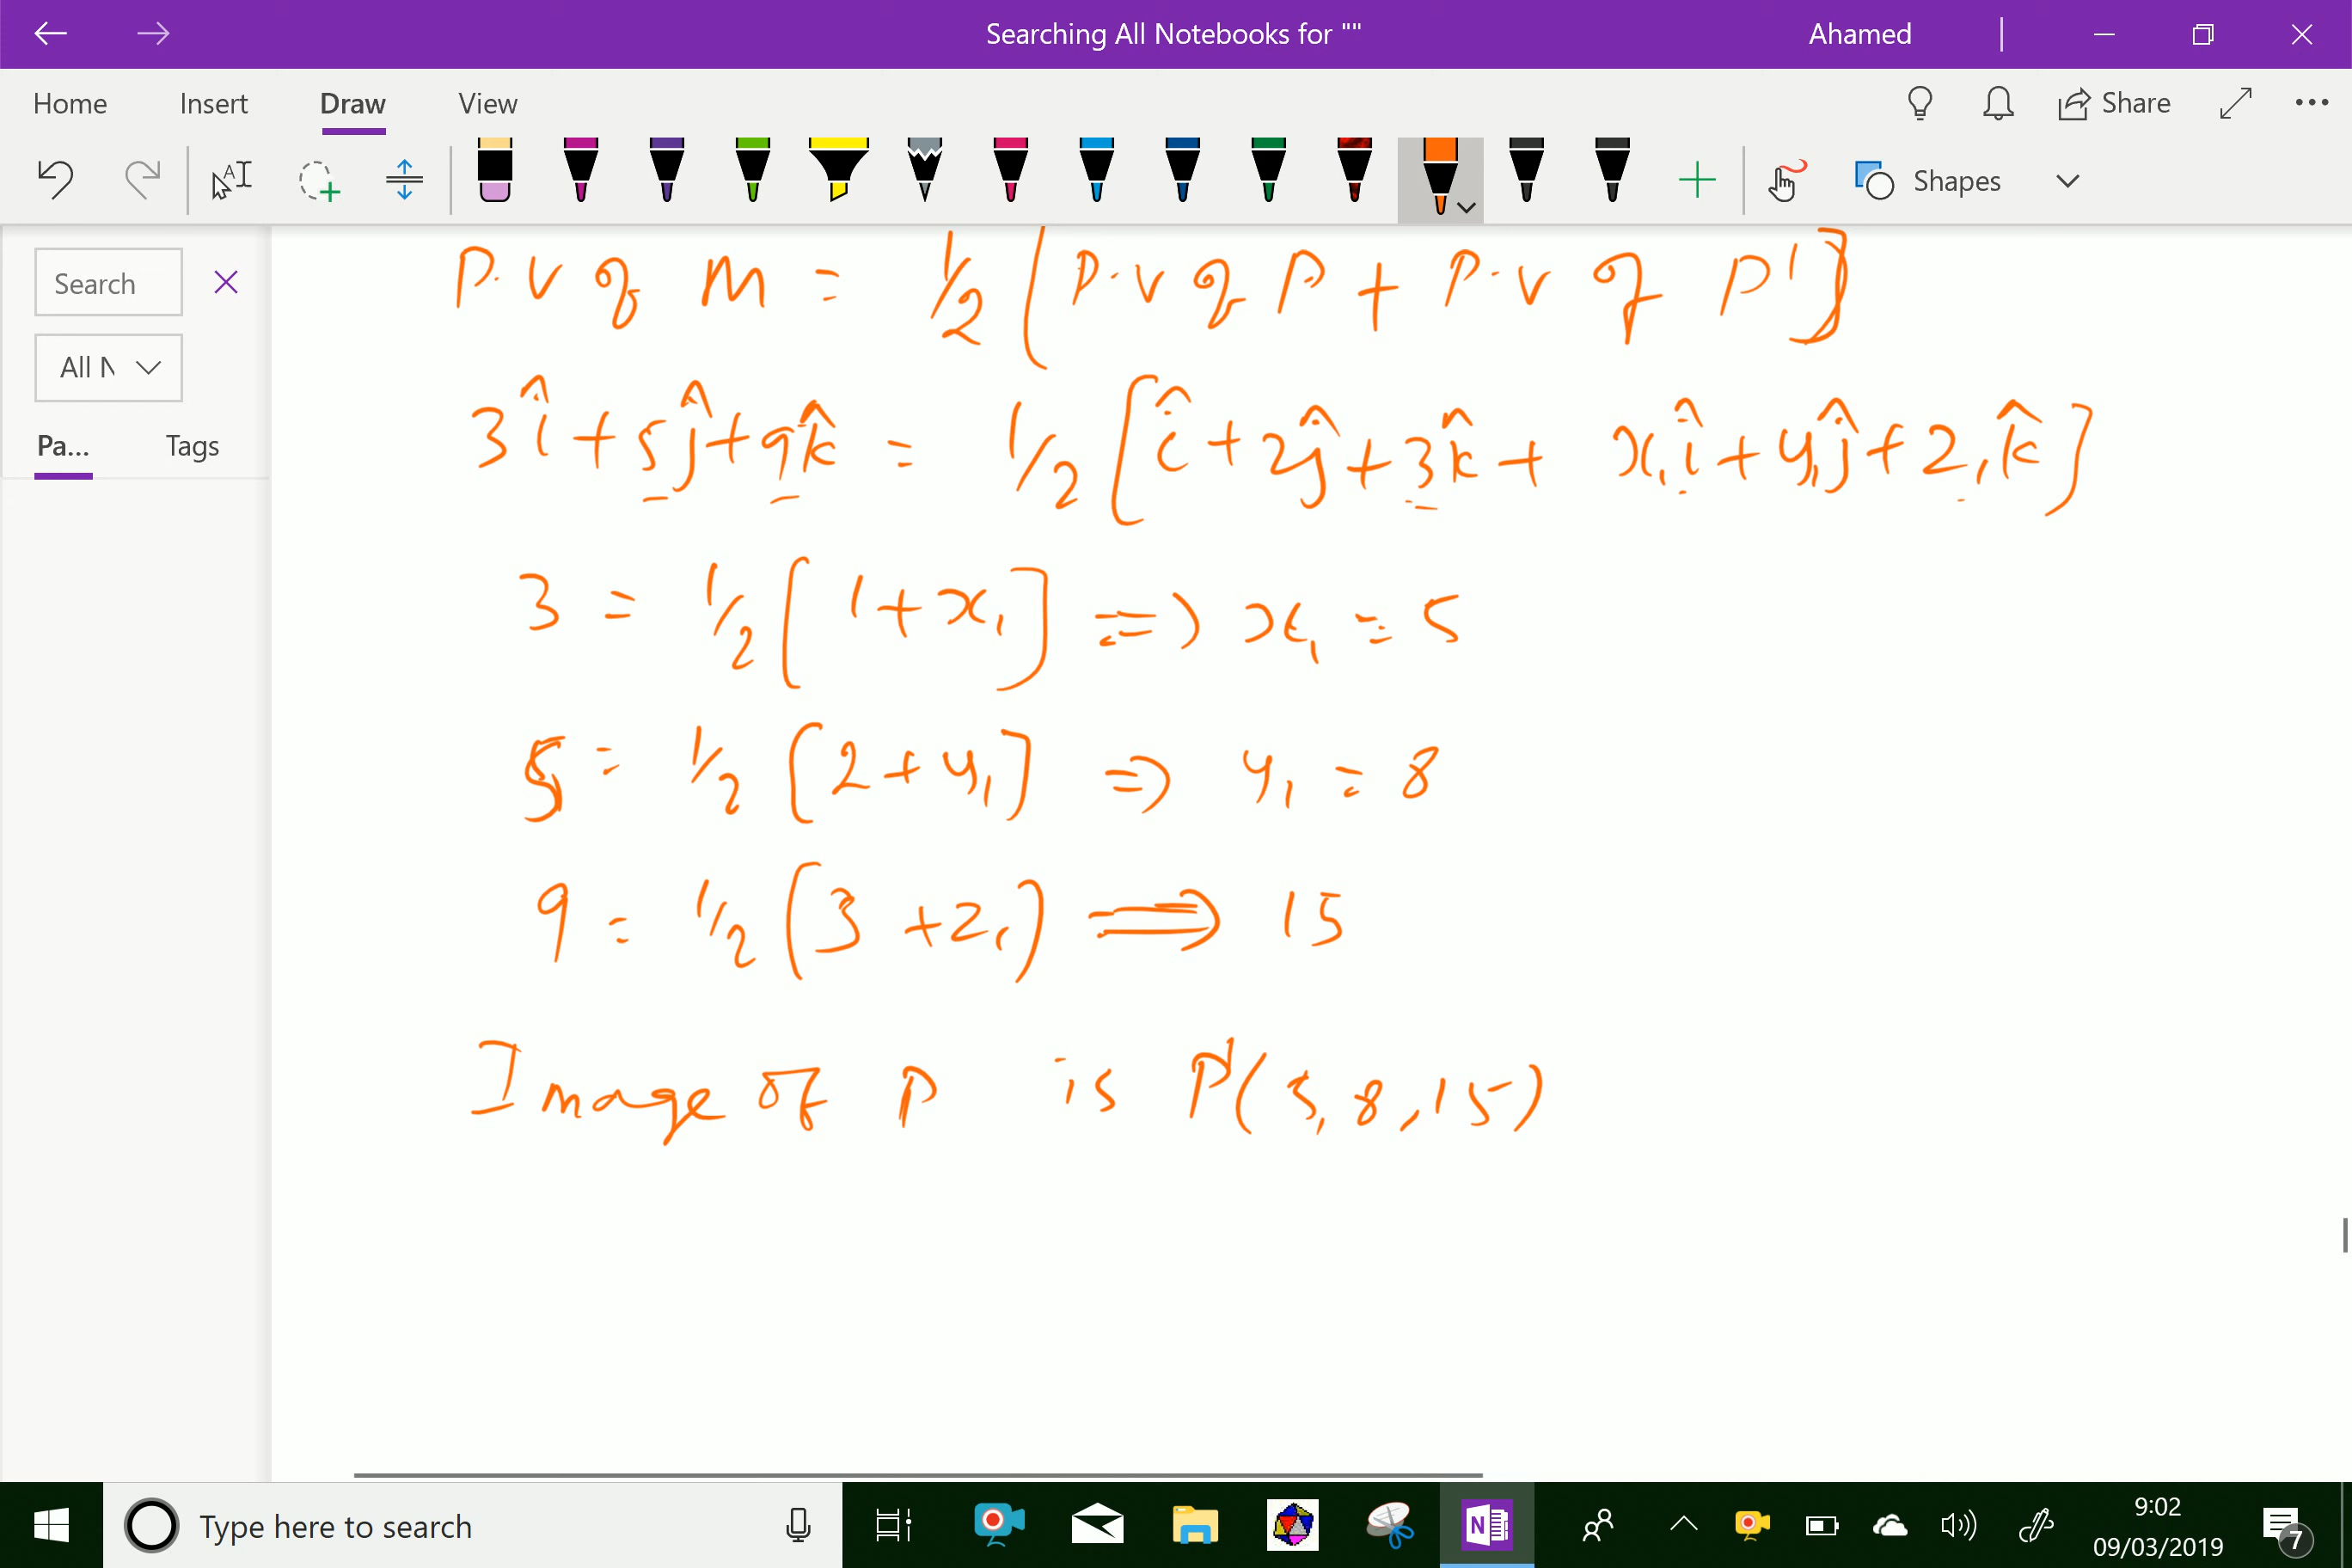 Searching All Notebooks for ""
Ahamed
Home Insert Draw View
Share
Shapes
Search
All N
Pa... Tags
P.V of M = 1/2 [P.V of P + P.V of P']
3î + 5ĵ + 9k̂ = 1/2 [î + 2ĵ + 3k̂ + x₁î + y₁ĵ + z₁k̂]
3 = 1/2 [1 + x₁] => x₁ = 5
5 = 1/2 [2 + y₁] => y₁ = 8
9 = 1/2 (3 + z₁) => 15
Image of P is P'(5, 8, 15)
Type here to search
9:02
09/03/2019
7